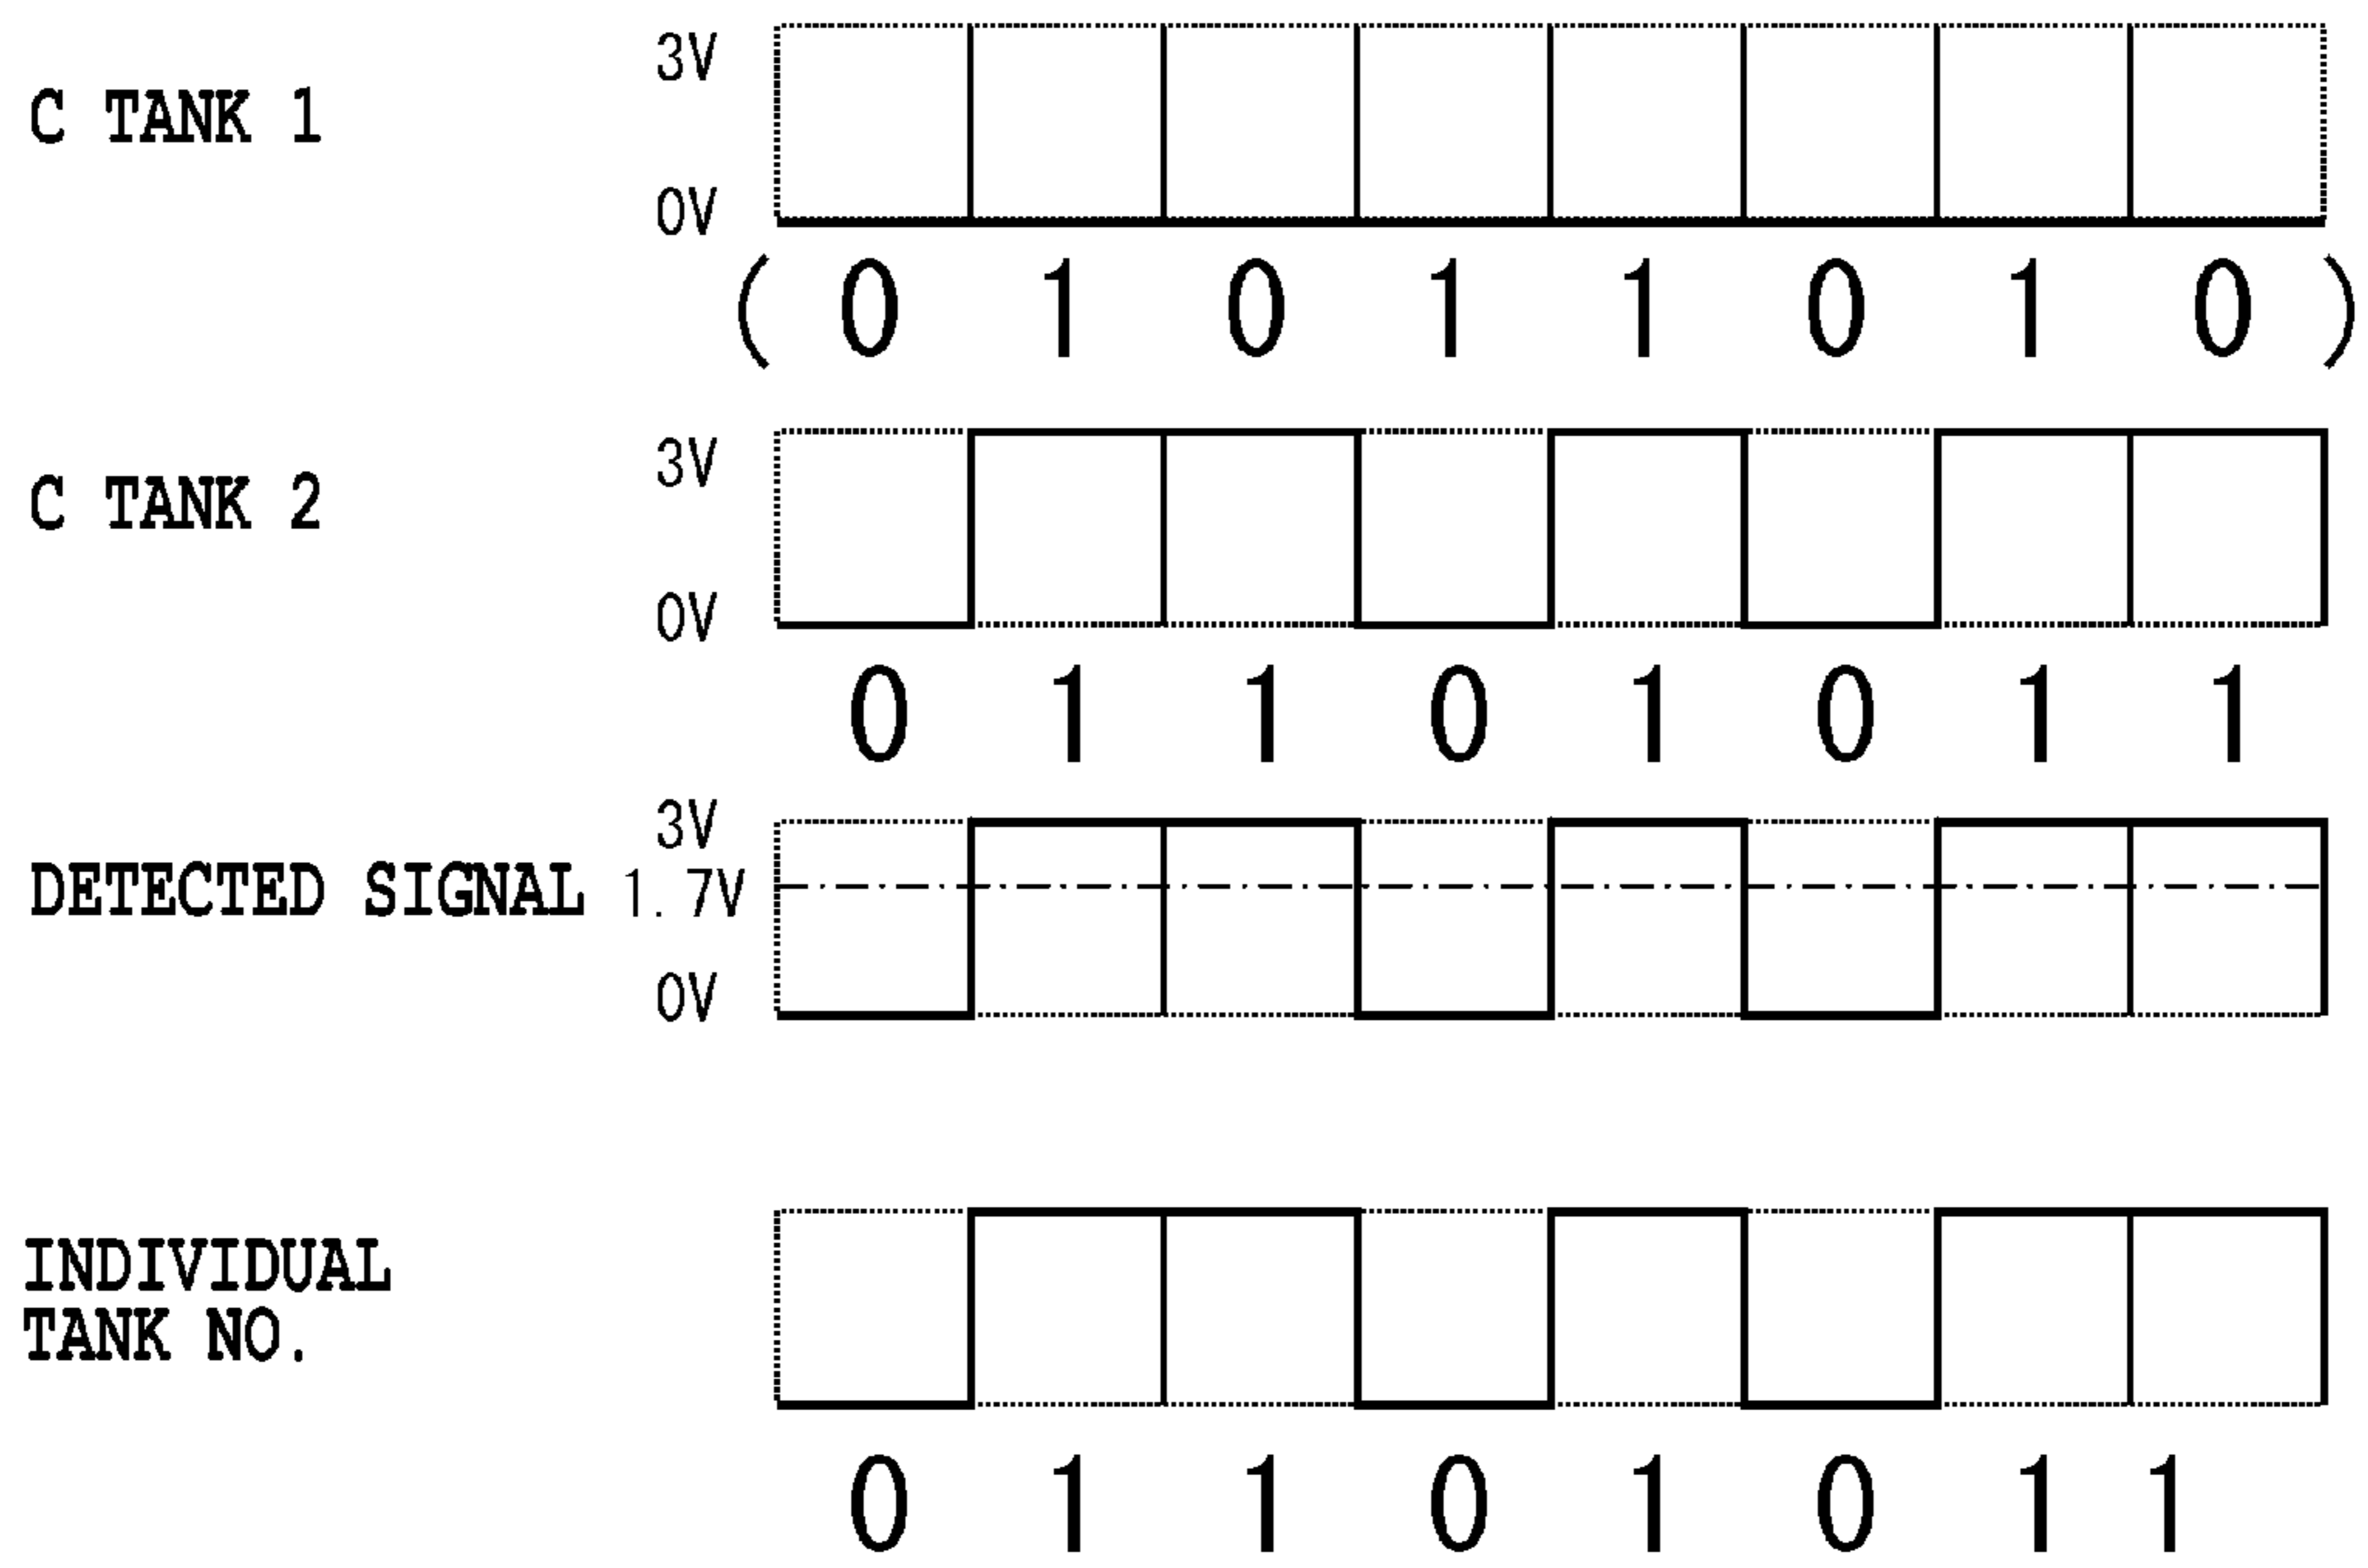 3V
C TANK 1
0V
( 0 1 0 1 1 0 1 0 )
3V
C TANK 2
0V
0 1 1 0 1 0 1 1
3V
DETECTED SIGNAL 1.7V
0V
INDIVIDUAL
TANK NO.
0 1 1 0 1 0 1 1